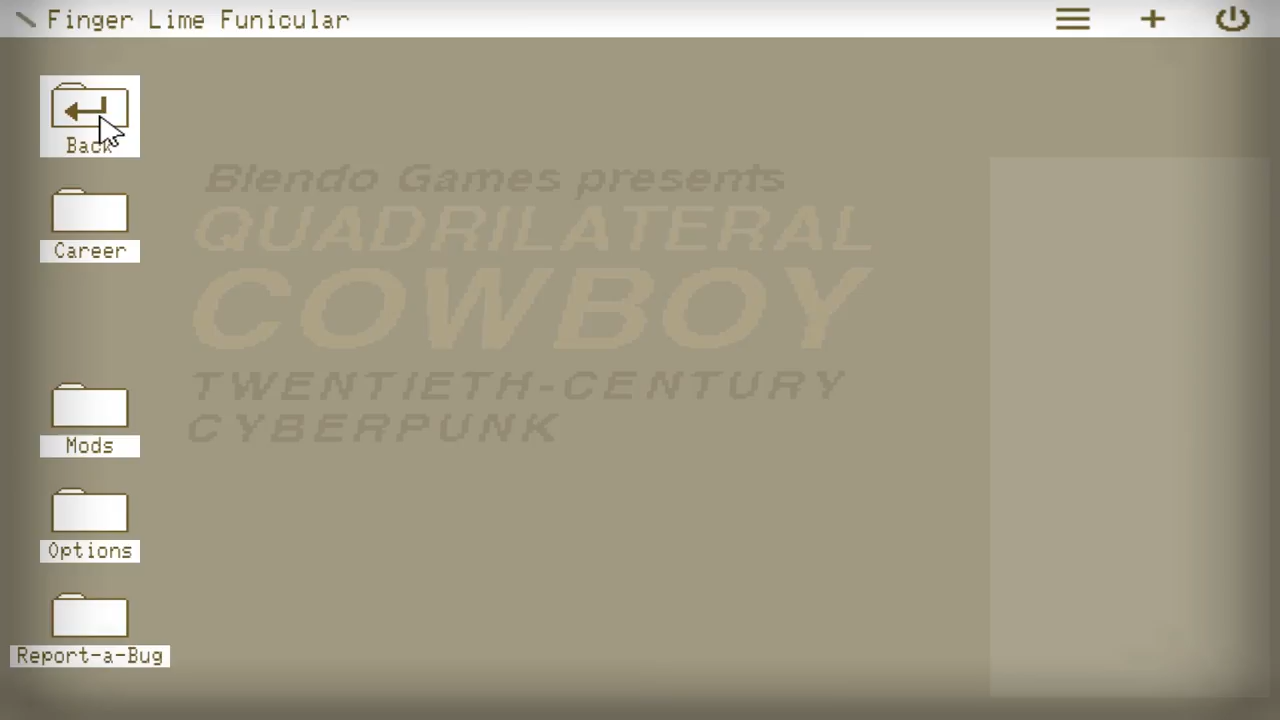 Finger Lime Funicular
Back
Blendo Games presents
QUADRILATERAL
COWBOY
TWENTIETH-CENTURY
CYBERPUNK
Career
Mods
Options
Report-a-Bug